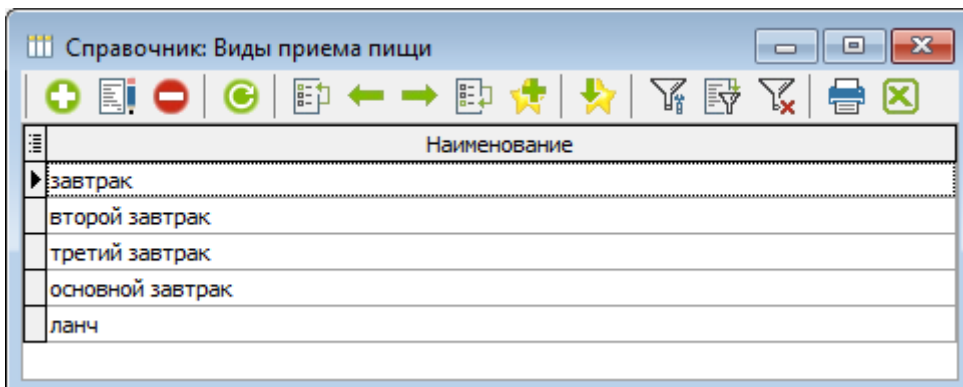 Справочник: Виды приема пищи
Наименование
завтрак
второй завтрак
третий завтрак
основной завтрак
ланч